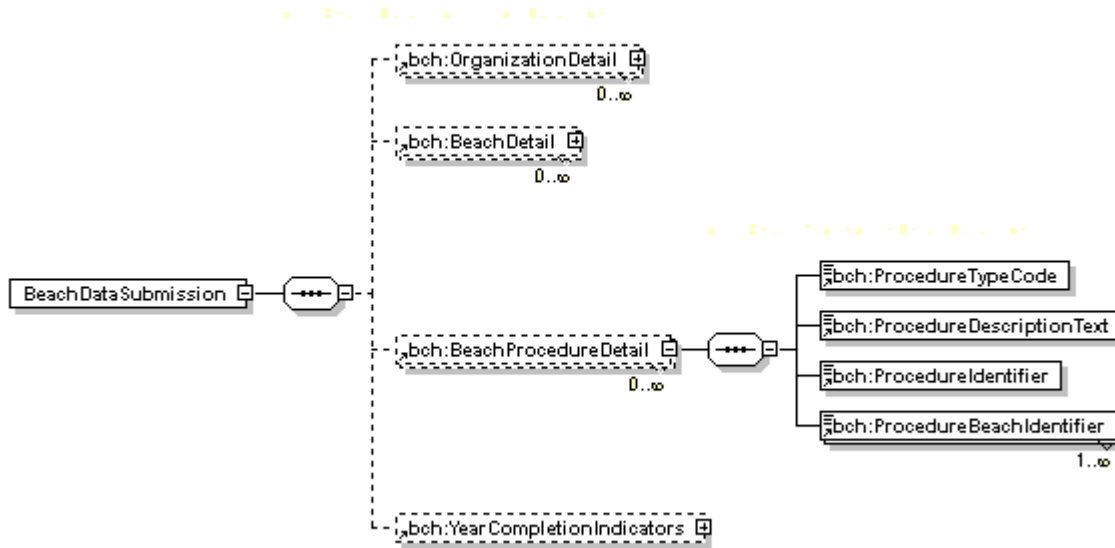 bch:OrganizationDetail
0..∞
bch:BeachDetail
0..∞
BeachDataSubmission
bch:ProcedureTypeCode
bch:ProcedureDescriptionText
bch:BeachProcedureDetail
0..∞
bch:ProcedureIdentifier
bch:ProcedureBeachIdentifier
1..∞
bch:YearCompletionIndicators